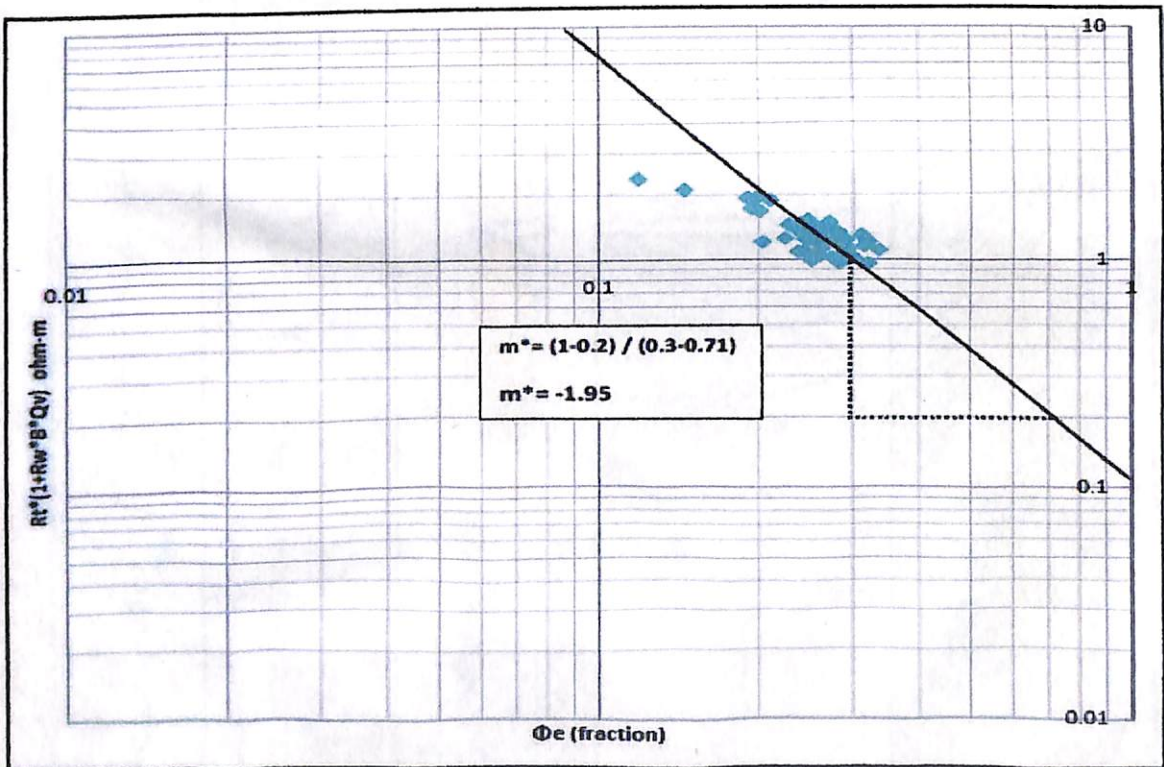 10
1
0.01
0.1
1
m*= (1-0.2) / (0.3-0.71)
m*= -1.95
Rt*(1+Rw*B*Qv) ohm-m
0.1
0.01
Φe (fraction)